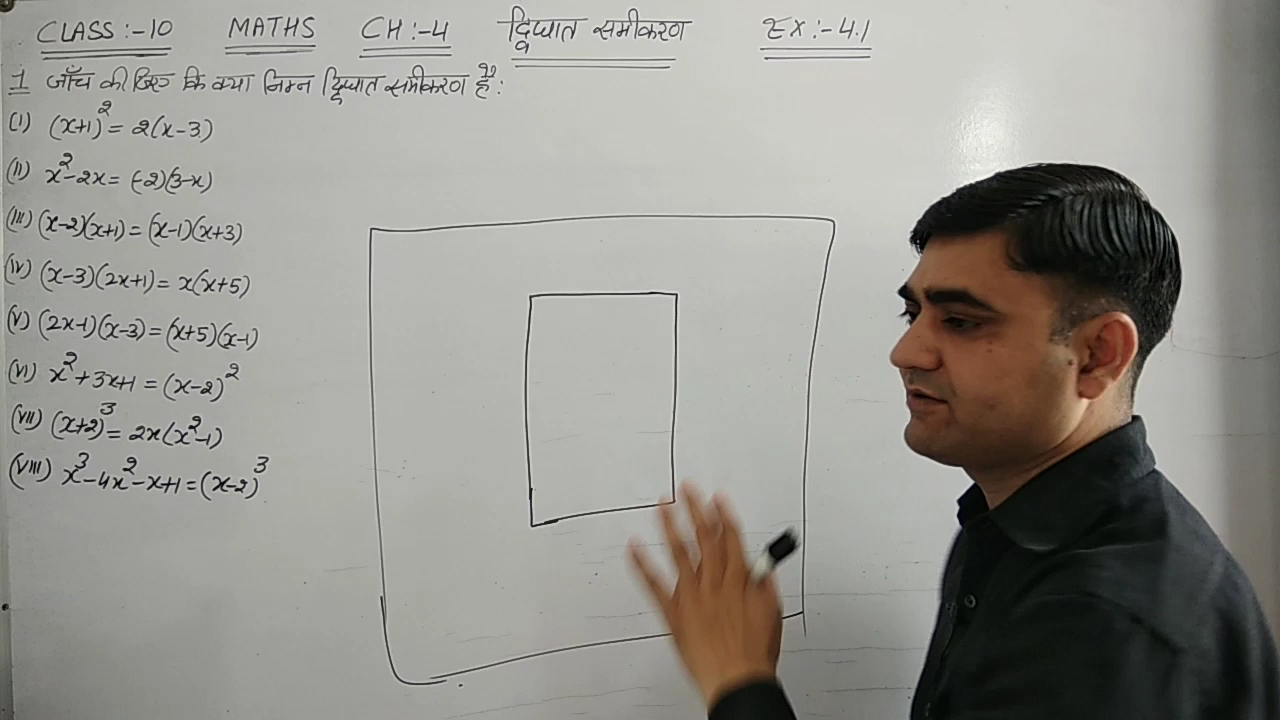 CLASS:-10 MATHS CH:-4 द्विघात समीकरण EX:-4.1
1 जाँच कीजिए कि क्या निम्न द्विघात समीकरण हैं:
(i) (x+1)² = 2(x-3)
(ii) x²-2x = (-2)(3-x)
(iii) (x-2)(x+1) = (x-1)(x+3)
(iv) (x-3)(2x+1) = x(x+5)
(v) (2x-1)(x-3) = (x+5)(x-1)
(vi) x²+3x+1 = (x-2)²
(vii) (x+2)³ = 2x(x²-1)
(viii) x³-4x²-x+1 = (x-2)³